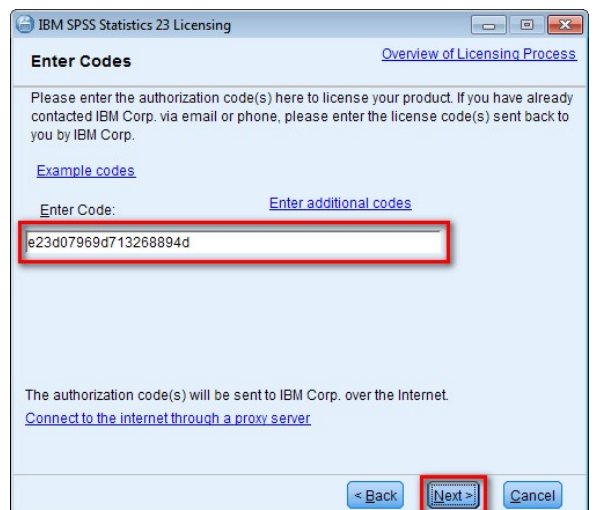 IBM SPSS Statistics 23 Licensing
Enter Codes
Overview of Licensing Process
Please enter the authorization code(s) here to license your product. If you have already
contacted IBM Corp. via email or phone, please enter the license code(s) sent back to
you by IBM Corp.
Example codes
Enter Code:
Enter additional codes
e23d07969d713268894d
The authorization code(s) will be sent to IBM Corp. over the Internet.
Connect to the internet through a proxy server
< Back
Next >
Cancel